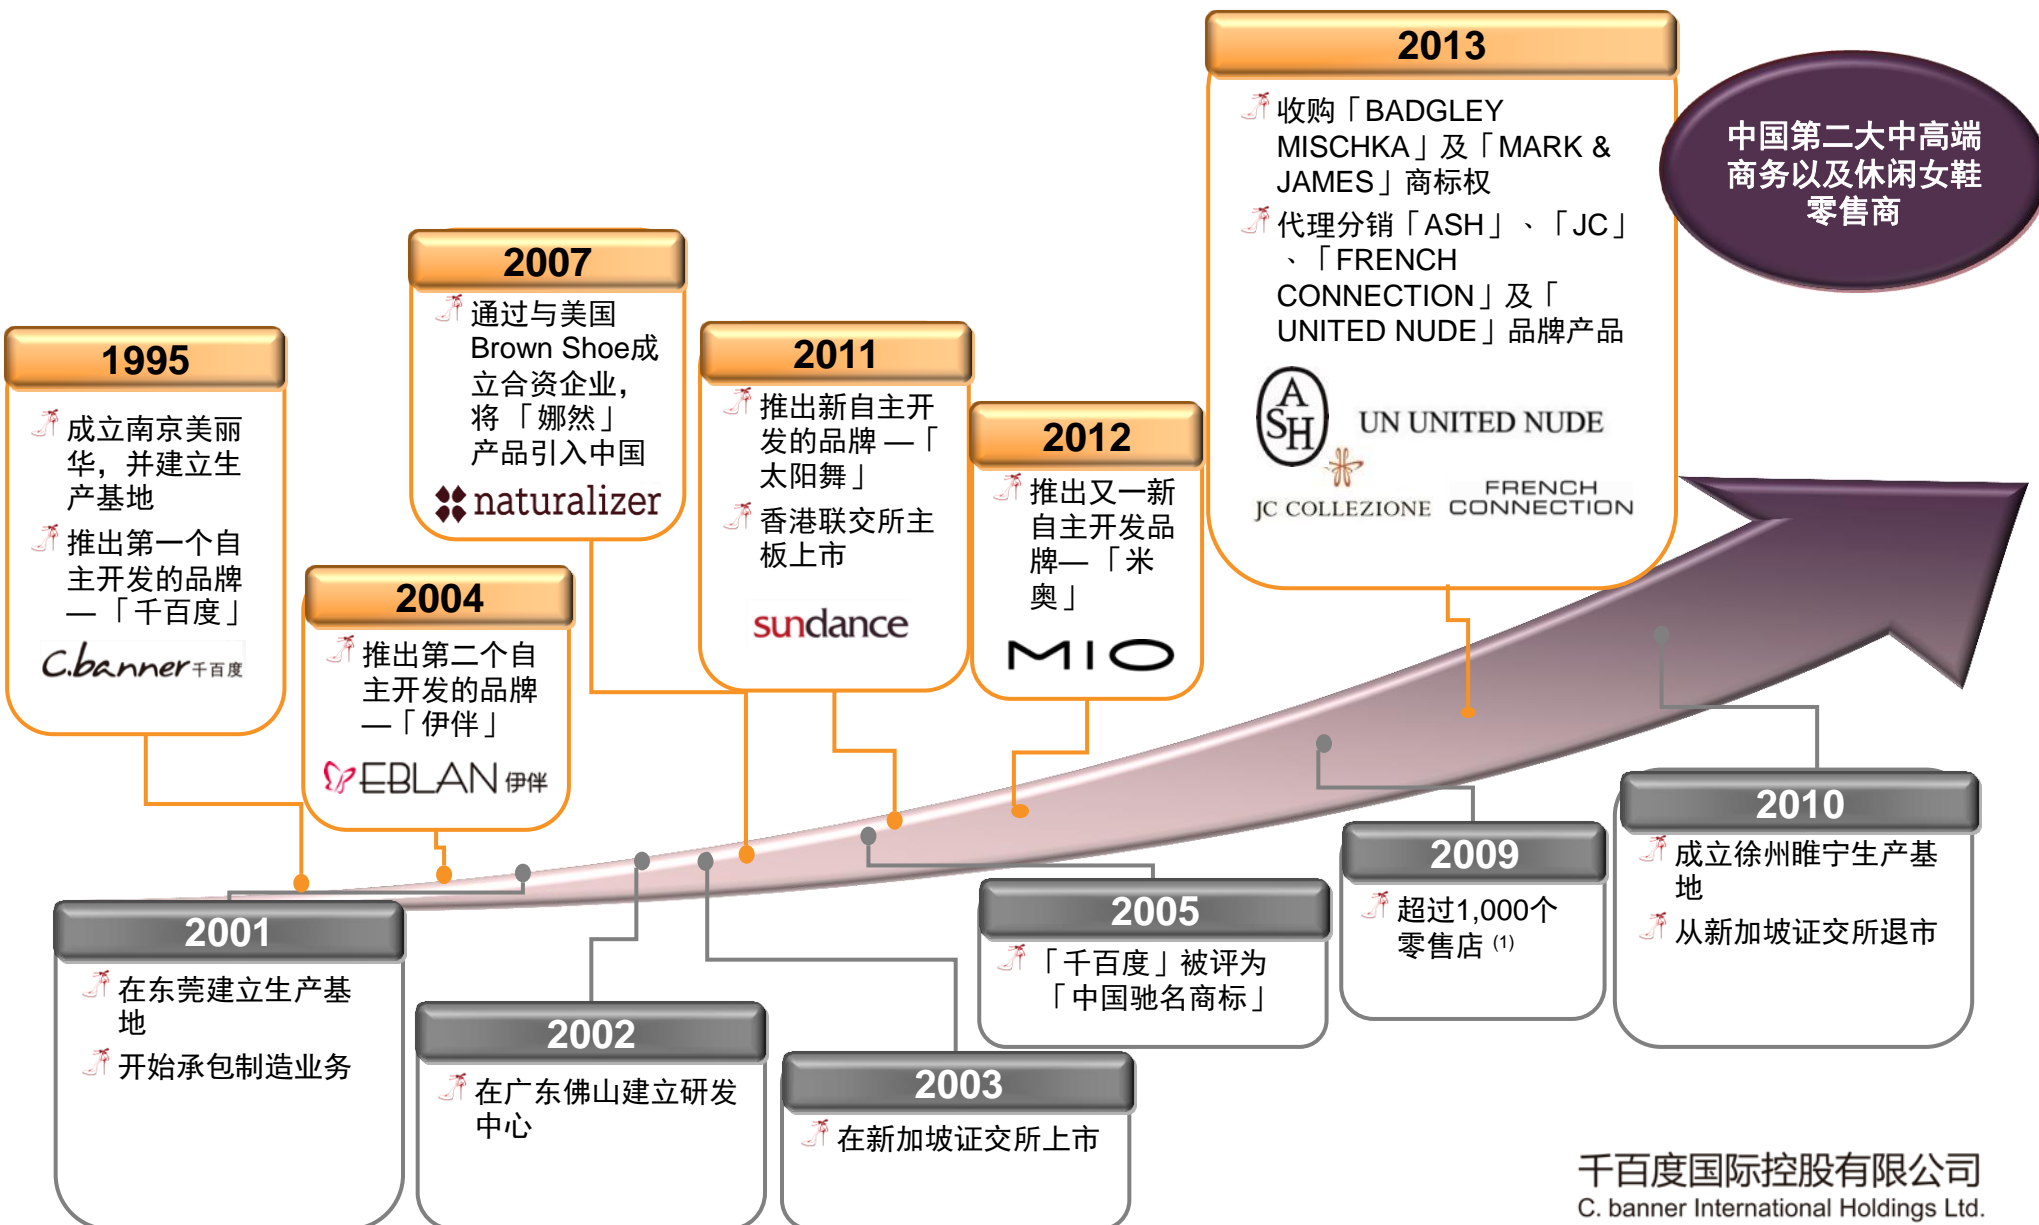 2013
收购「BADGLEY
MISCHKA」及「MARK &
JAMES」商标权
代理分销「ASH」、「JC」
、「FRENCH
CONNECTION」及「
UNITED NUDE」品牌产品
ASH
UN UNITED NUDE
JC COLLEZIONE
FRENCH
CONNECTION
中国第二大中高端
商务以及休闲女鞋
零售商
2007
通过与美国
Brown Shoe成
立合资企业，
将「娜然」
产品引入中国
naturalizer
1995
成立南京美丽
华，并建立生
产基地
推出第一个自
主开发的品牌
—「千百度」
C.banner千百度
2011
推出新自主开
发的品牌 —「
太阳舞」
香港联交所主
板上市
sundance
2012
推出又一新
自主开发品
牌—「米
奥」
MIO
2004
推出第二个自
主开发的品牌
—「伊伴」
EBLAN 伊伴
2001
在东莞建立生产基
地
开始承包制造业务
2002
在广东佛山建立研发
中心
2003
在新加坡证交所上市
2005
「千百度」被评为
「中国驰名商标」
2009
超过1,000个
零售店 (1)
2010
成立徐州睢宁生产基
地
从新加坡证交所退市
千百度国际控股有限公司
C. banner International Holdings Ltd.